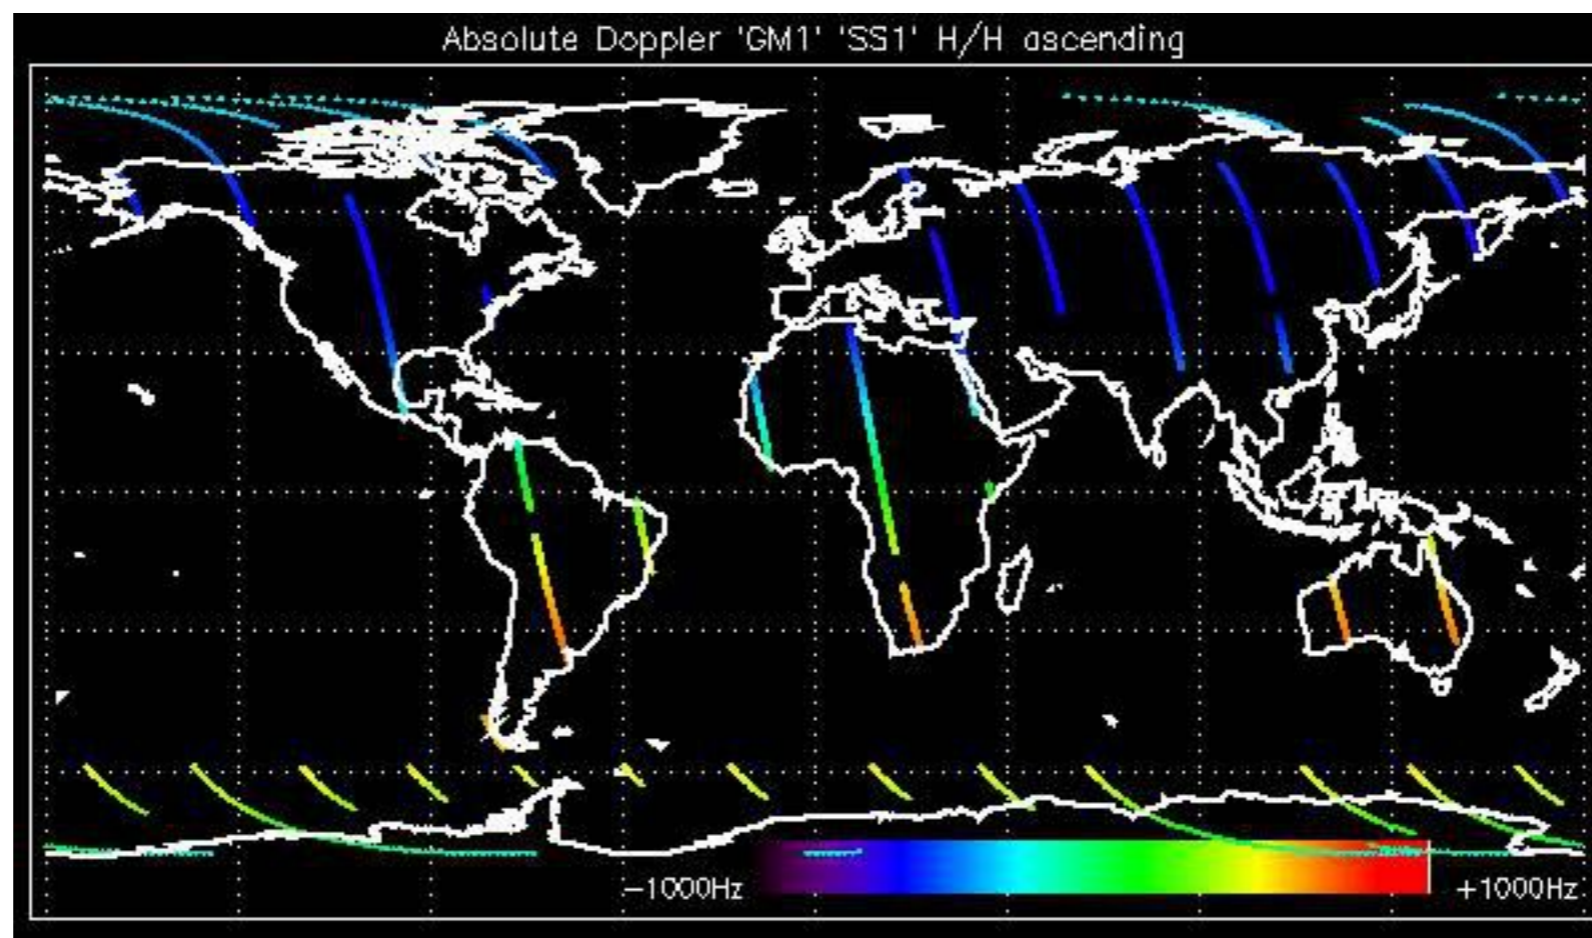 Absolute Doppler 'GM1' 'SS1' H/H ascending
-1000Hz
+1000Hz